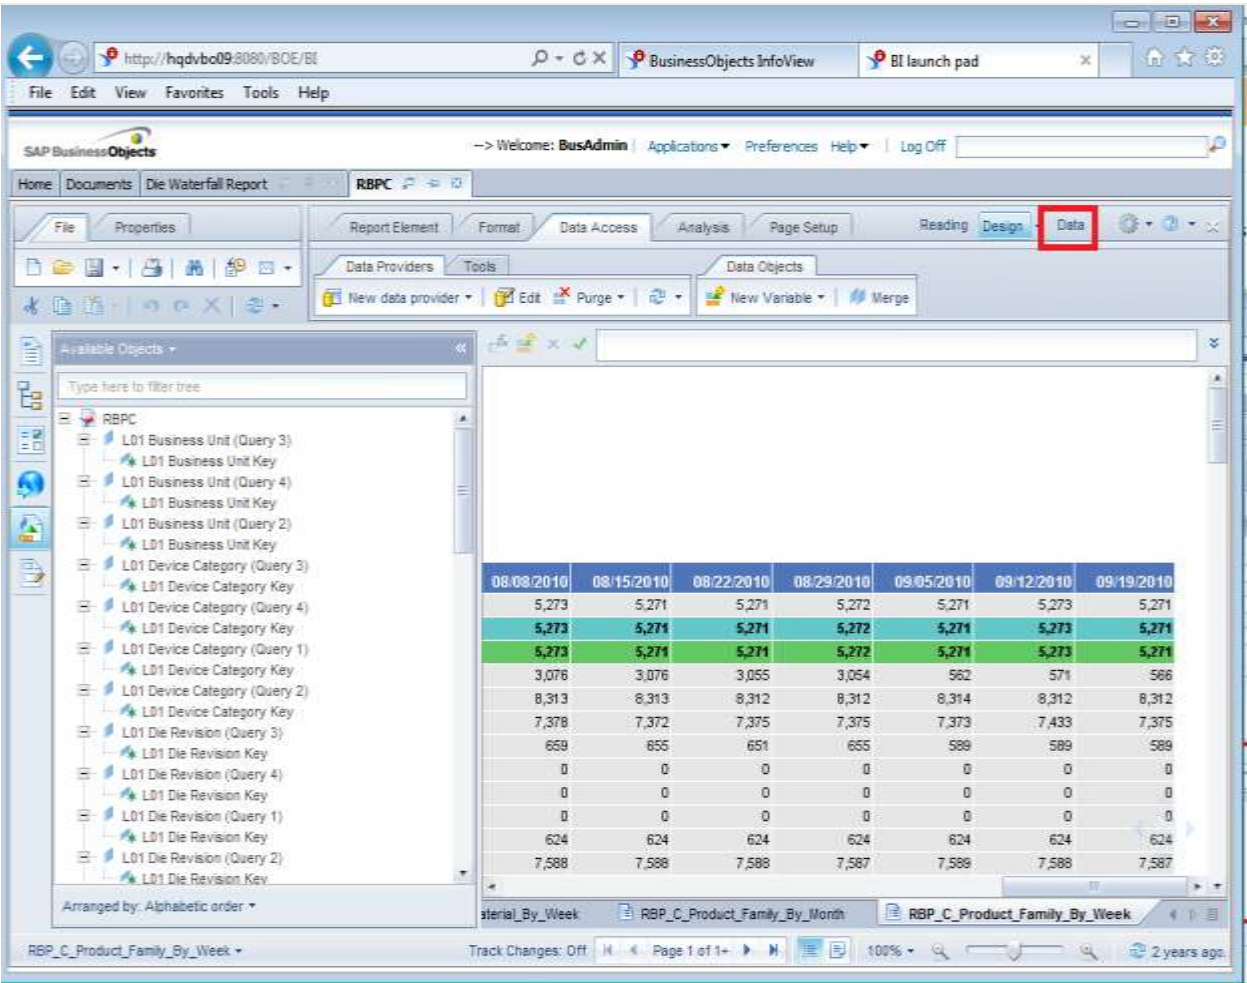 http://hqdvbo09:8080/BOE/BI
BusinessObjects InfoView
BI launch pad
File Edit View Favorites Tools Help
SAP BusinessObjects
--> Welcome: BusAdmin Applications Preferences Help Log Off
Home Documents Die Waterfall Report RBPC
File Properties Report Element Format Data Access Analysis Page Setup Reading Design Data
Data Providers Tools Data Objects
New data provider Edit Purge New Variable Merge
Available Objects
Type here to filter tree
RBPC
L01 Business Unit (Query 3)
L01 Business Unit Key
L01 Business Unit (Query 4)
L01 Business Unit Key
L01 Business Unit (Query 2)
L01 Business Unit Key
L01 Device Category (Query 3)
L01 Device Category Key
L01 Device Category (Query 4)
L01 Device Category Key
L01 Device Category (Query 1)
L01 Device Category Key
L01 Device Category (Query 2)
L01 Device Category Key
L01 Die Revision (Query 3)
L01 Die Revision Key
L01 Die Revision (Query 4)
L01 Die Revision Key
L01 Die Revision (Query 1)
L01 Die Revision Key
L01 Die Revision (Query 2)
L01 Die Revision Key
Arranged by: Alphabetic order
08/08/2010 08/15/2010 08/22/2010 08/29/2010 09/05/2010 09/12/2010 09/19/2010
5,273 5,271 5,271 5,272 5,271 5,273 5,271
5,273 5,271 5,271 5,272 5,271 5,273 5,271
5,273 5,271 5,271 5,272 5,271 5,273 5,271
3,076 3,076 3,055 3,054 562 571 566
8,313 8,313 8,312 8,312 8,314 8,312 8,312
7,378 7,372 7,375 7,375 7,373 7,433 7,375
659 655 651 655 589 589 589
0 0 0 0 0 0 0
0 0 0 0 0 0 0
0 0 0 0 0 0 0
624 624 624 624 624 624 624
7,588 7,588 7,588 7,587 7,589 7,588 7,587
aterial_By_Week RBP_C_Product_Family_By_Month RBP_C_Product_Family_By_Week
RBP_C_Product_Family_By_Week Track Changes: Off Page 1 of 1+ 100% 2 years ago